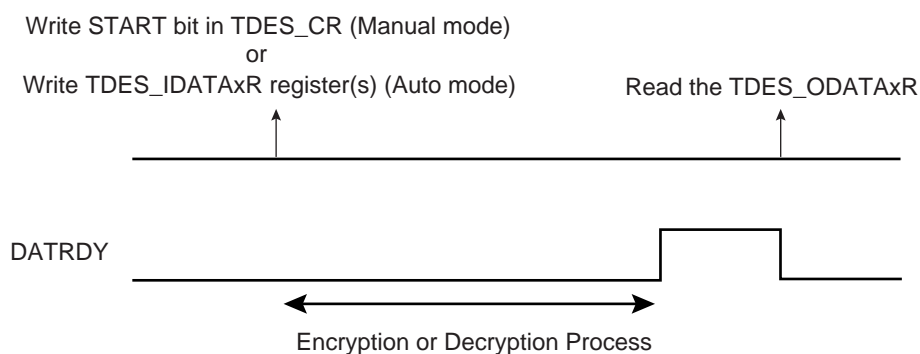 Write START bit in TDES_CR (Manual mode)
or
Write TDES_IDATAxR register(s) (Auto mode)
Read the TDES_ODATAxR
DATRDY
Encryption or Decryption Process